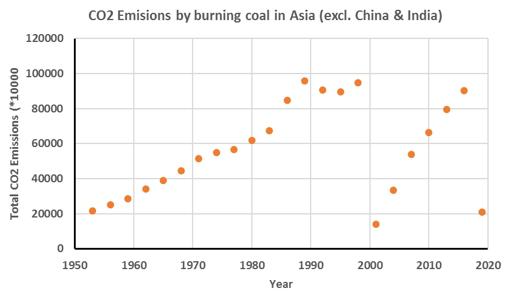 CO2 Emisions by burning coal in Asia (excl. China & India)
Total CO2 Emissions (*10000
120000
100000
80000
60000
40000
20000
0
1950 1960 1970 1980 1990 2000 2010 2020
Year